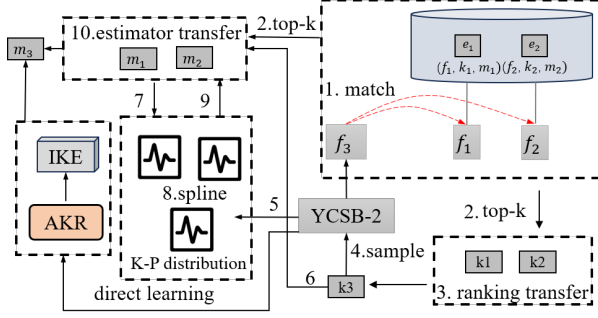 2.top-k
10.estimator transfer
m₃
m₁
m₂
e₁
e₂
(f₁, k₁, m₁)(f₂, k₂, m₂)
1. match
7
9
f₃
f₁
f₂
IKE
8.spline
AKR
K-P distribution
5
YCSB-2
2.top-k
4.sample
6
k3
k1
k2
3. ranking transfer
direct learning